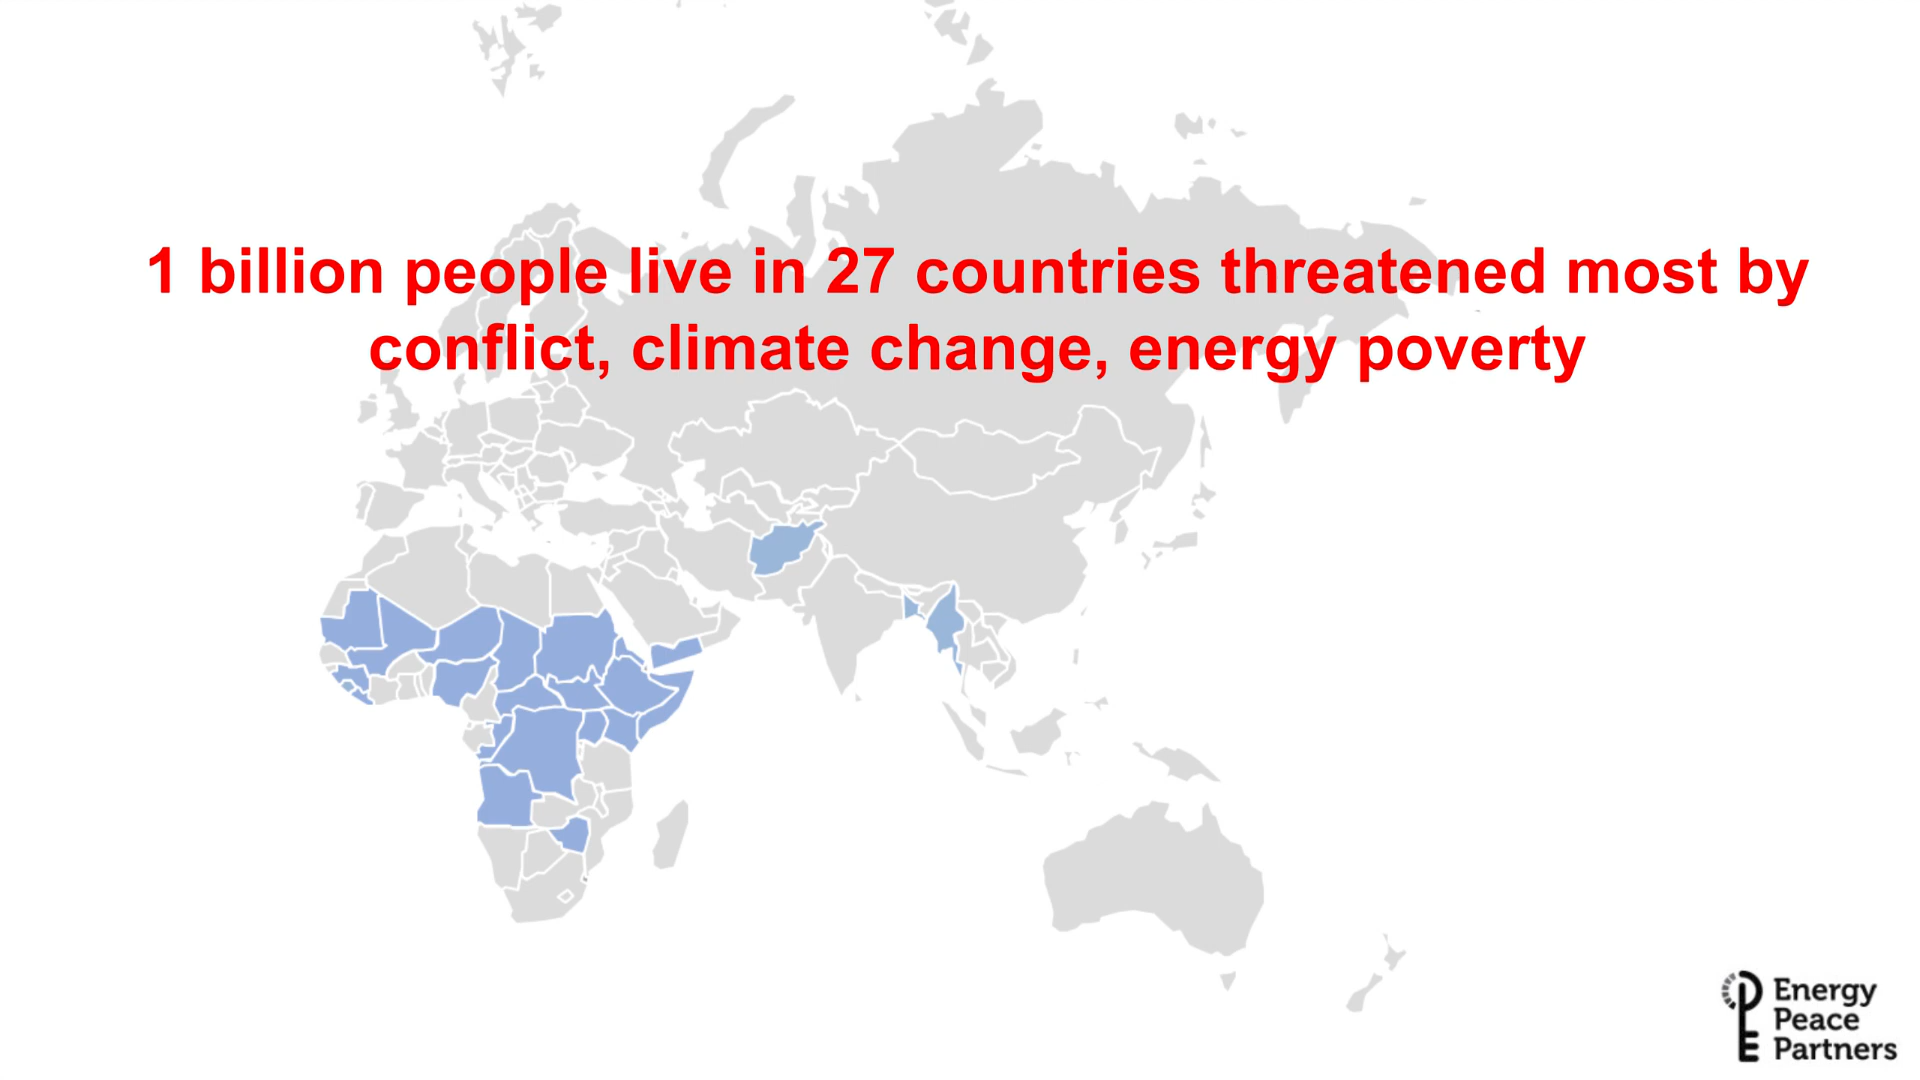 1 billion people live in 27 countries threatened most by
conflict, climate change, energy poverty
Energy
Peace
Partners